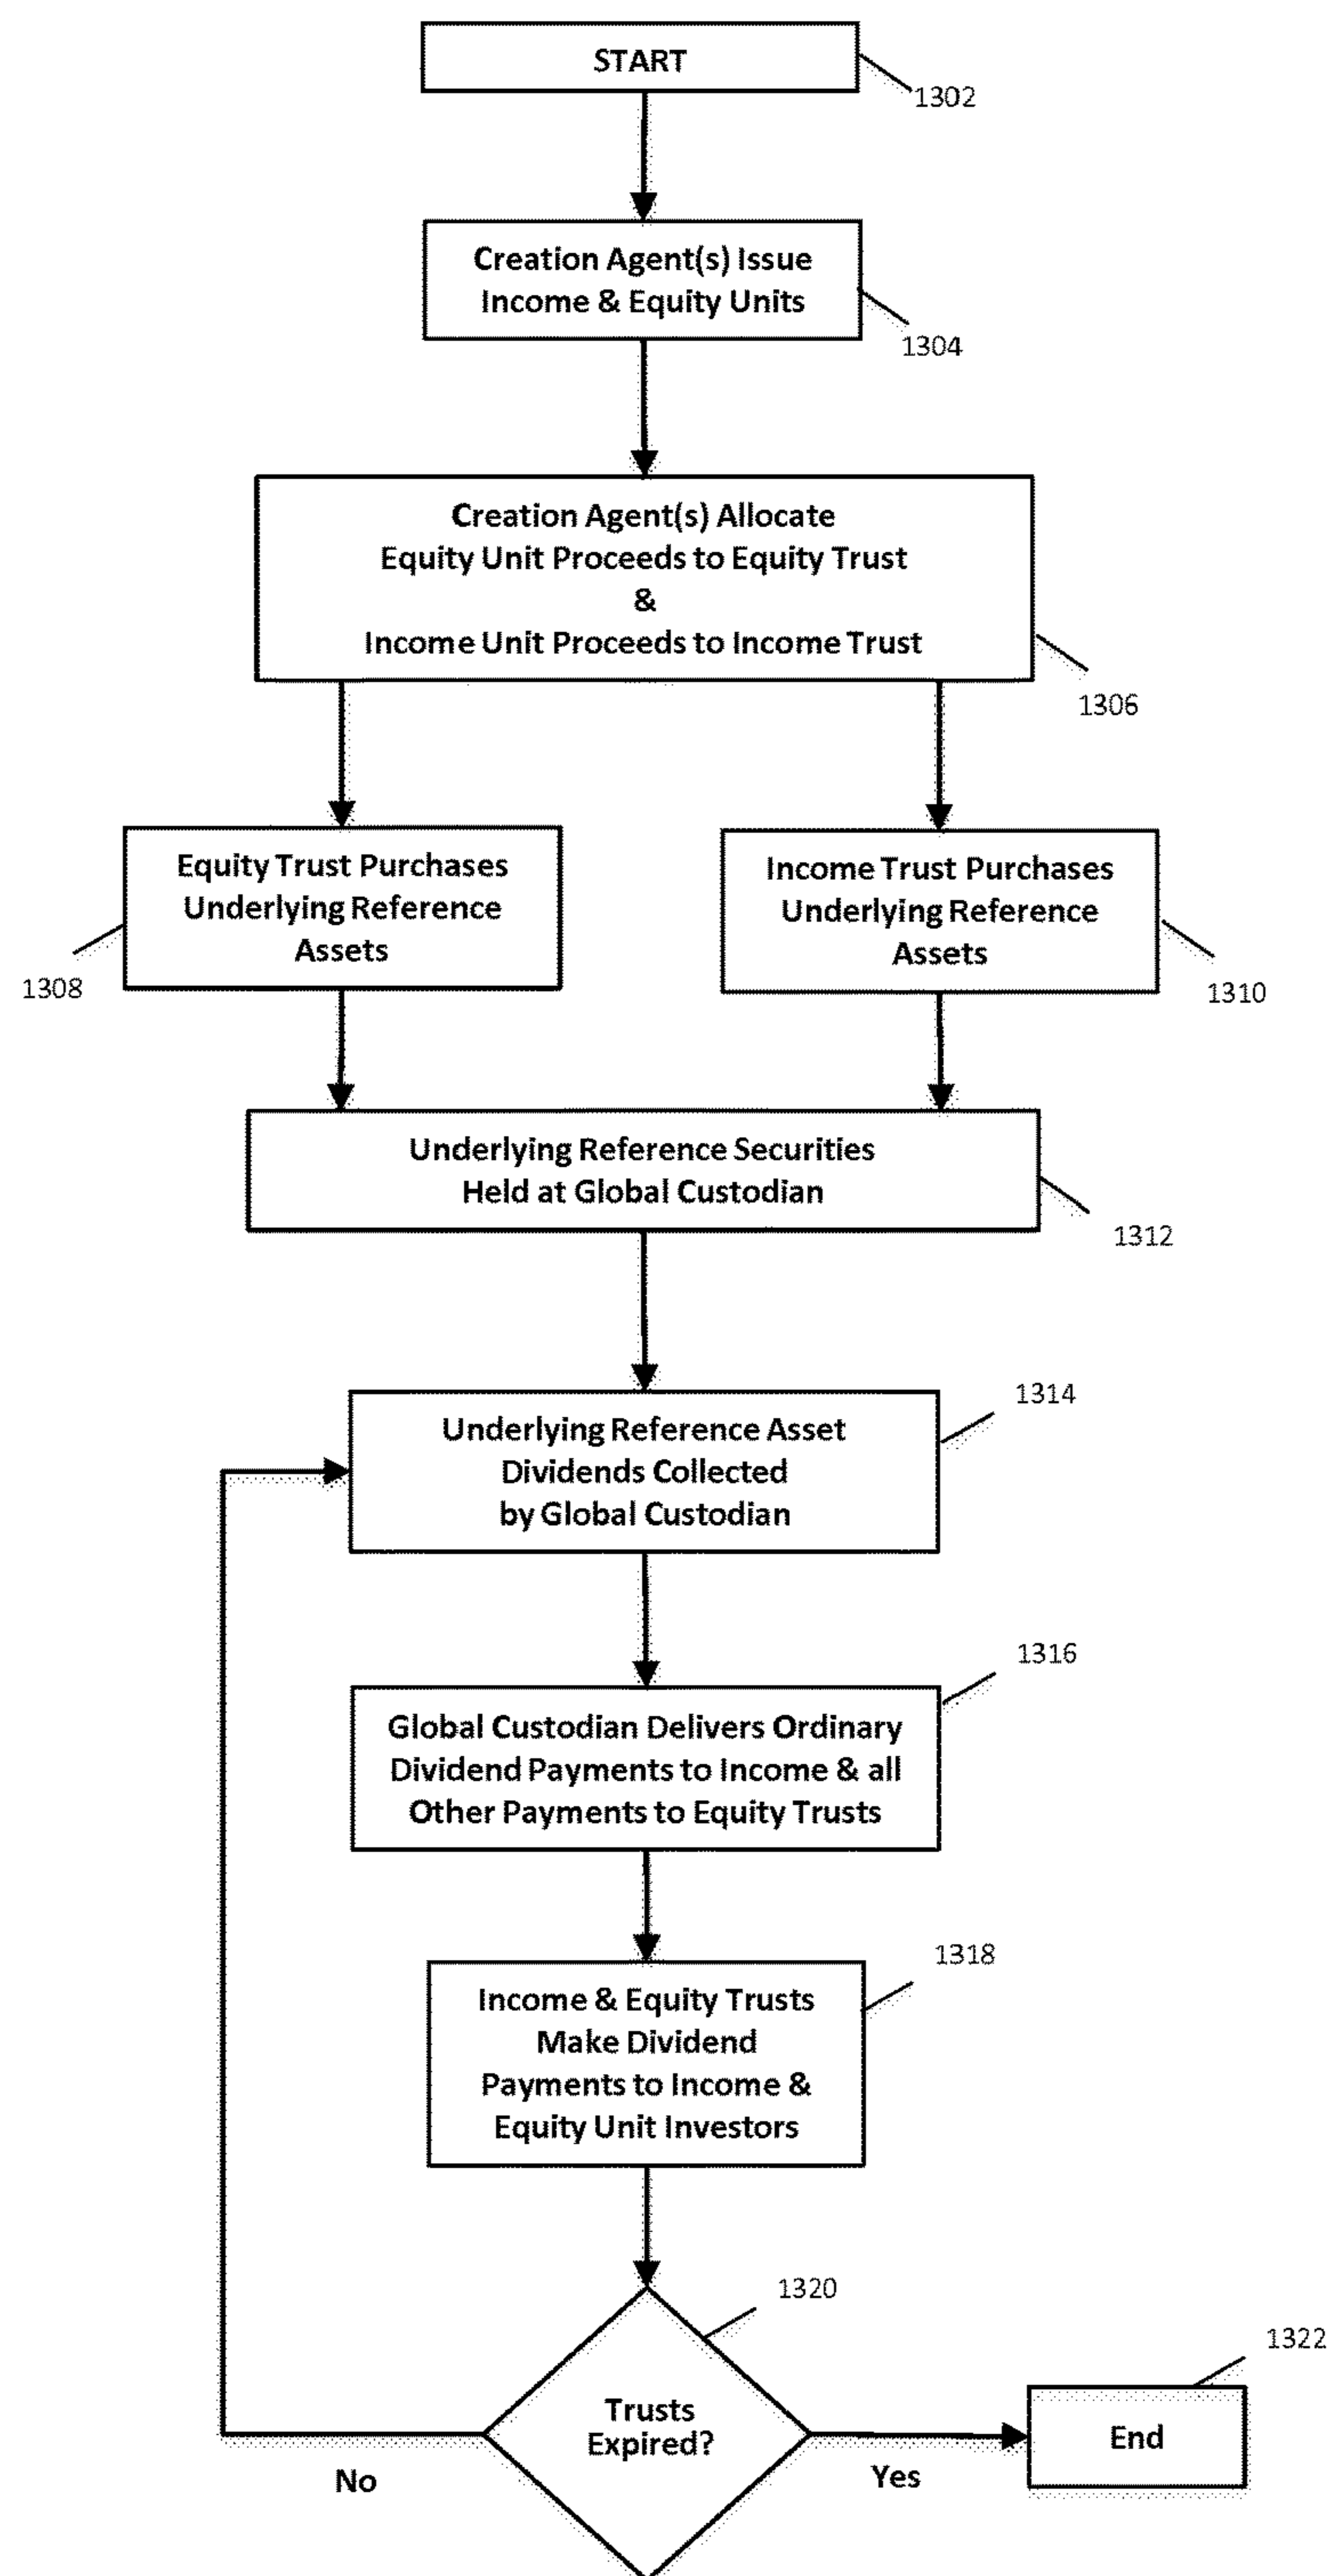 START
1302
Creation Agent(s) Issue
Income & Equity Units
1304
Creation Agent(s) Allocate
Equity Unit Proceeds to Equity Trust
&
Income Unit Proceeds to Income Trust
1306
Equity Trust Purchases
Underlying Reference
Assets
1308
Income Trust Purchases
Underlying Reference
Assets
1310
Underlying Reference Securities
Held at Global Custodian
1312
1314
Underlying Reference Asset
Dividends Collected
by Global Custodian
1316
Global Custodian Delivers Ordinary
Dividend Payments to Income & all
Other Payments to Equity Trusts
1318
Income & Equity Trusts
Make Dividend
Payments to Income &
Equity Unit Investors
1320
Trusts
Expired?
No
Yes
1322
End